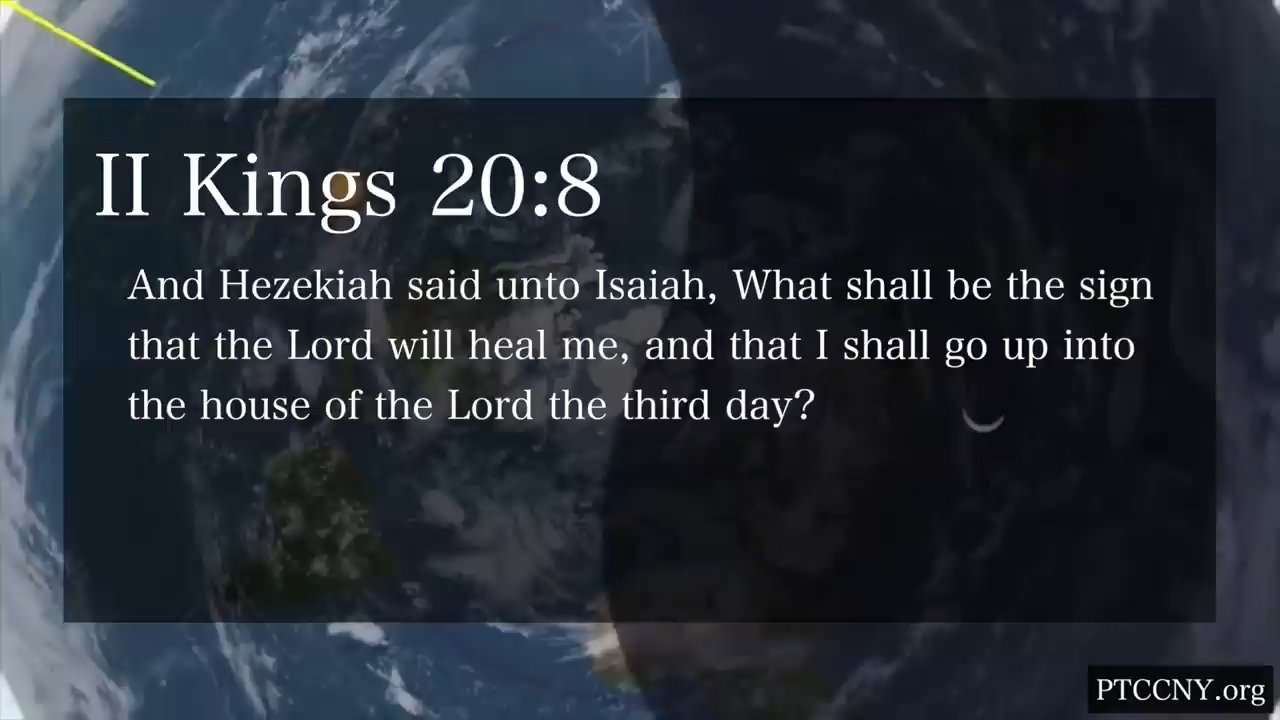 II Kings 20:8
And Hezekiah said unto Isaiah, What shall be the sign
that the Lord will heal me, and that I shall go up into
the house of the Lord the third day?
PTCCNY.org